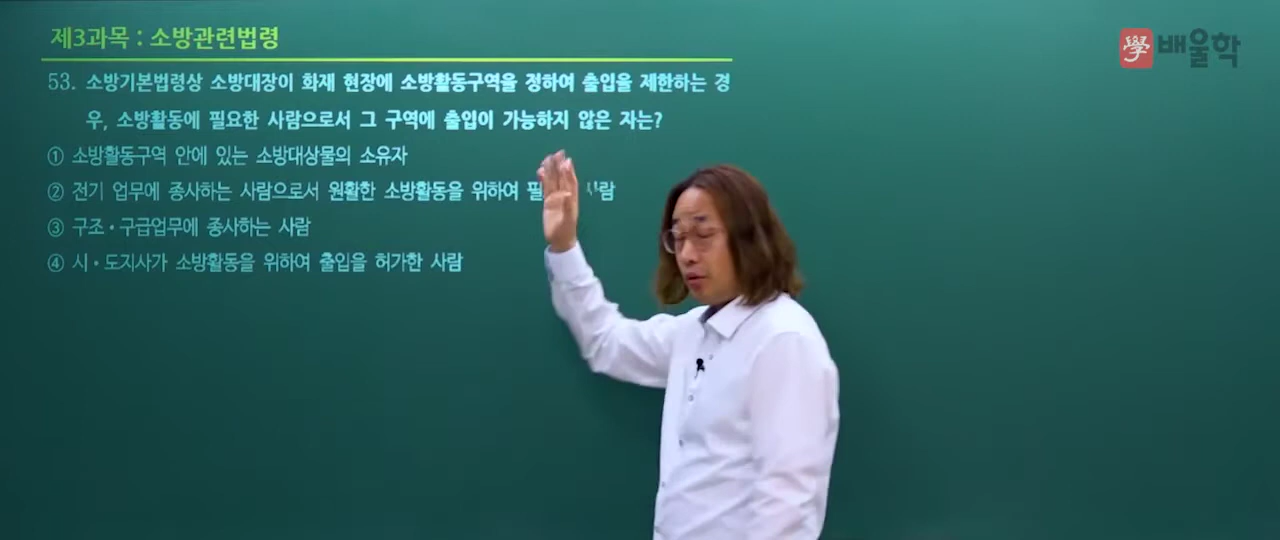 제3과목 : 소방관련법령
學 배울학
53. 소방기본법령상 소방대장이 화재 현장에 소방활동구역을 정하여 출입을 제한하는 경
우, 소방활동에 필요한 사람으로서 그 구역에 출입이 가능하지 않은 자는?
① 소방활동구역 안에 있는 소방대상물의 소유자
② 전기 업무에 종사하는 사람으로서 원활한 소방활동을 위하여
③ 구조·구급업무에 종사하는 사람
④ 시·도지사가 소방활동을 위하여 출입을 허가한 사람